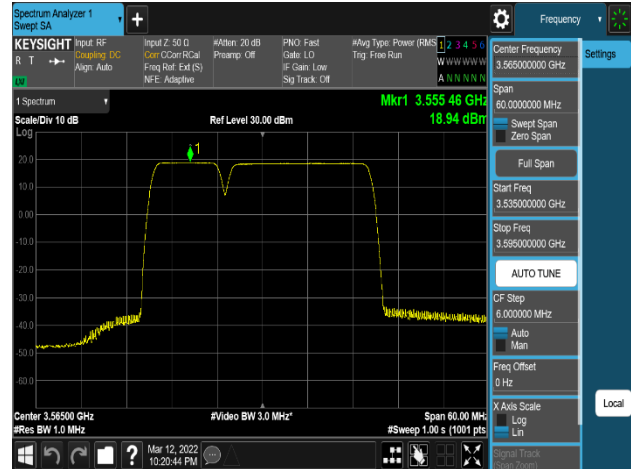 Spectrum Analyzer 1
Swept SA
Frequency
KEYSIGHT
R T
LV
Input: RF
Coupling: DC
Align: Auto
Input Z: 50 Ω
Corr CCorr RCal
Freq Ref: Ext (S)
NFE: Adaptive
#Atten: 20 dB
Preamp: Off
PNO: Fast
Gate: LO
IF Gain: Low
Sig Track: Off
#Avg Type: Power (RMS
Trig: Free Run
1 2 3 4 5 6
W W W W W W
A N N N N N
1 Spectrum
Scale/Div 10 dB
Log
Ref Level 30.00 dBm
Mkr1 3.555 46 GHz
18.94 dBm
1
20.0
10.0
0.00
-10.0
-20.0
-30.0
-40.0
-50.0
-60.0
Center 3.56500 GHz
#Res BW 1.0 MHz
#Video BW 3.0 MHz*
Span 60.00 MHz
#Sweep 1.00 s (1001 pts
Mar 12, 2022
10:20:44 PM
Center Frequency
3.565000000 GHz
Span
60.0000000 MHz
Swept Span
Zero Span
Full Span
Start Freq
3.535000000 GHz
Stop Freq
3.595000000 GHz
AUTO TUNE
CF Step
6.000000 MHz
Auto
Man
Freq Offset
0 Hz
X Axis Scale
Log
Lin
Signal Track
(Span Zoom)
Settings
Local